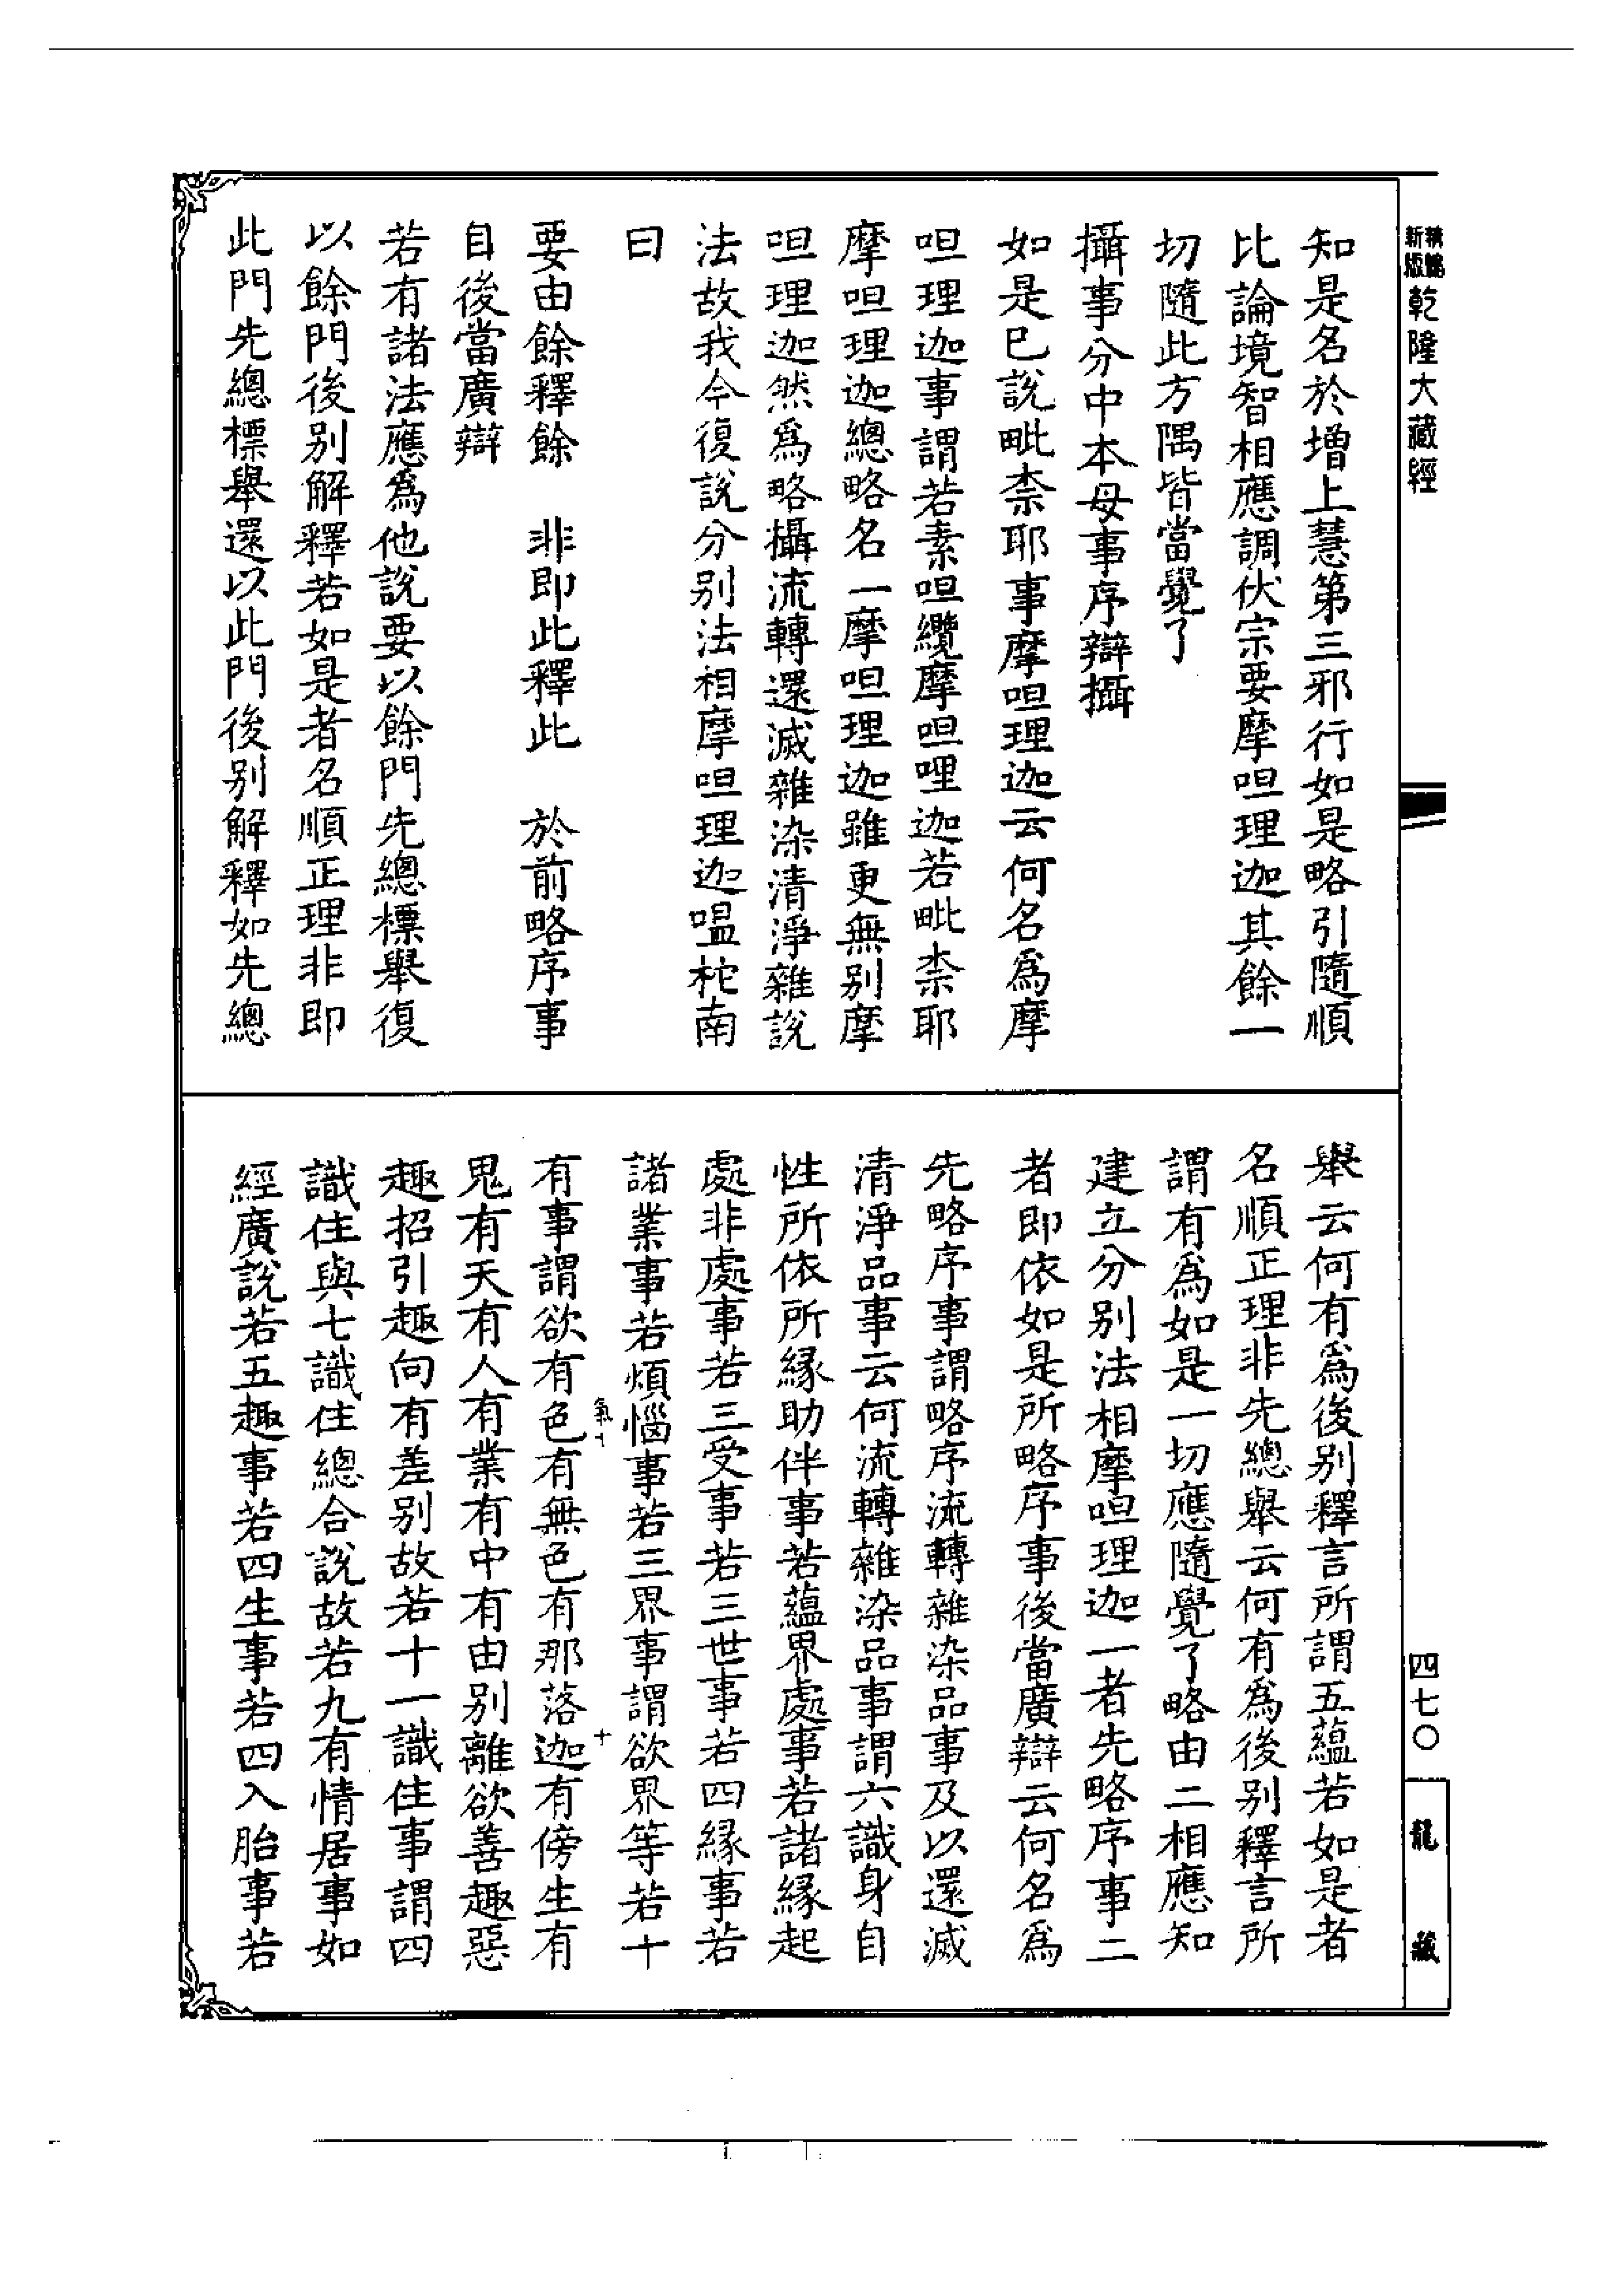 新版精編乾隆大藏經
知是名於增上慧第三邪行如是略引隨順
比論境智相應調伏宗要摩呾理迦其餘一
切隨此方隅皆當覺了
攝事分中本母事序辯攝
如是已說毗柰耶事摩呾理迦云何名為摩
呾理迦事謂若素呾纜摩呾哩迦若毗柰耶
摩呾理迦總略名一摩呾理迦雖更無別摩
呾理迦然為略攝流轉還滅雜染清淨雜說
法故我今復說分別法相摩呾理迦嗢柁南
曰
要由餘釋餘　非即此釋此　於前略序事
自後當廣辯
若有諸法應為他說要以餘門先總標舉復
以餘門後別解釋若如是者名順正理非即
此門先總標舉還以此門後別解釋如先總
舉云何有為後別釋言所謂五蘊若如是者
名順正理非先總舉云何有為後別釋言所
謂有為如是一切應隨覺了略由二相應知
建立分別法相摩呾理迦一者先略序事二
者即依如是所略序事後當廣辯云何名為
先略序事謂略序流轉雜染品事及以還滅
清淨品事云何流轉雜染品事謂六識身自
性所依所緣助伴事若蘊界處事若諸緣起
處非處事若三受事若三世事若四緣事若
諸業事若煩惱事若三界事謂欲界等若十
有事謂欲有色有無色有那落迦有傍生有
鬼有天有人有業有中有由別離欲善趣惡
趣招引趣向有差別故若十一識住事謂四
識住與七識住總合說故若九有情居事如
經廣說若五趣事若四生事若四入胎事若
四七〇
龍藏